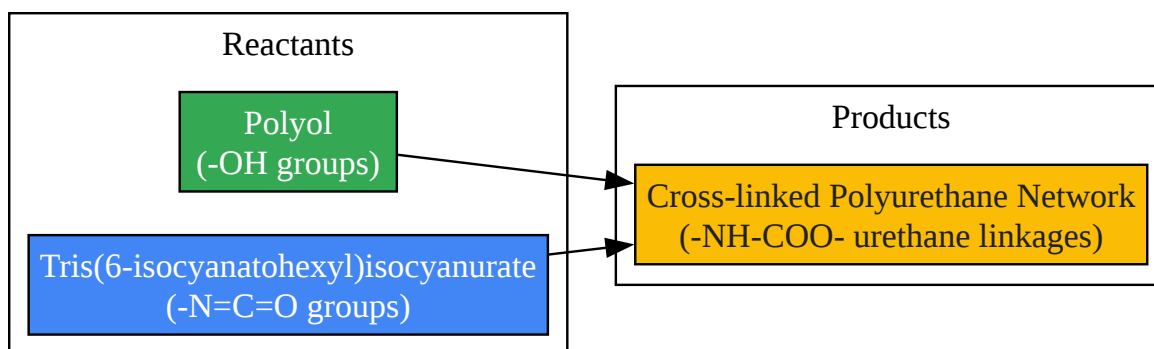 Reactants
Polyol
(-OH groups)
Tris(6-isocyanatohexyl)isocyanurate
(-N=C=O groups)
Products
Cross-linked Polyurethane Network
(-NH-COO- urethane linkages)